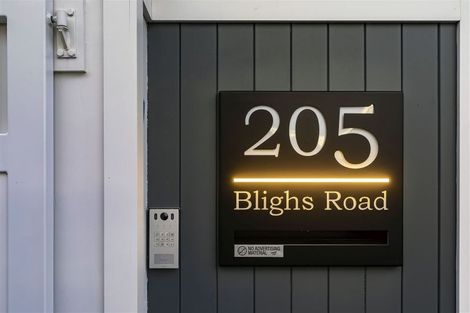 205
Blighs Road
NO ADVERTISING
MATERIAL